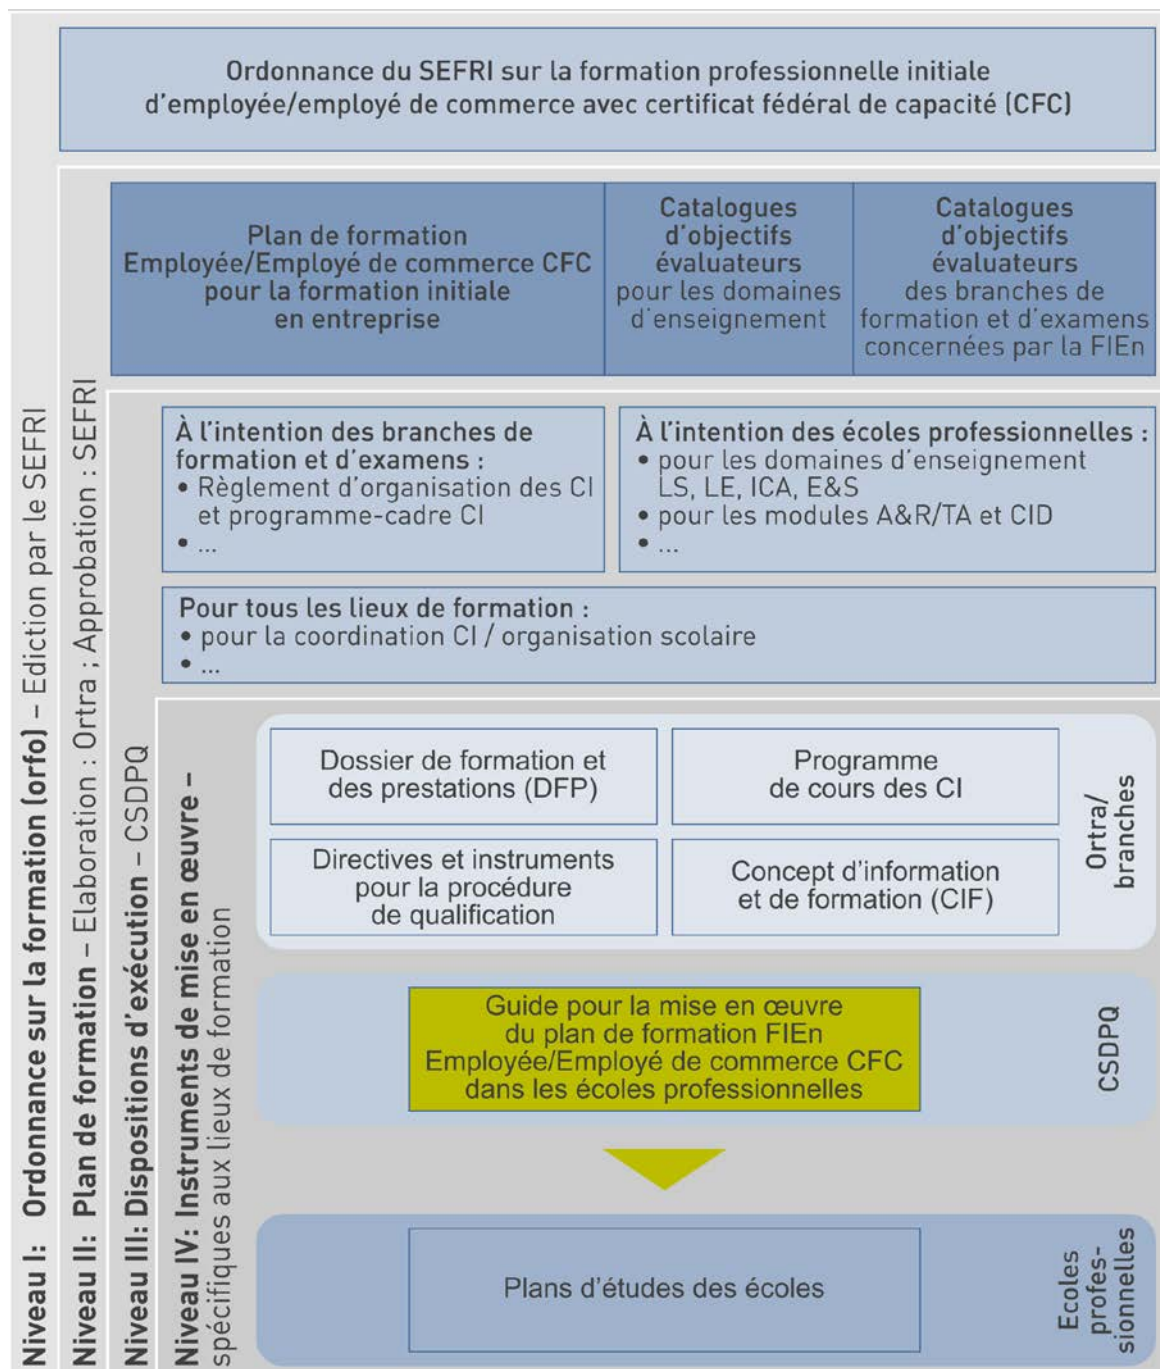 Ordonnance du SEFRI sur la formation professionnelle initiale
d'employée/employé de commerce avec certificat fédéral de capacité (CFC)
Plan de formation
Employée/Employé de commerce CFC
pour la formation initiale
en entreprise
Catalogues
d'objectifs
évaluateurs
pour les domaines
d'enseignement
Catalogues
d'objectifs
évaluateurs
des branches de
formation et d'examens
concernées par la FIEn
À l'intention des branches de
formation et d'examens :
• Règlement d'organisation des CI
et programme-cadre CI
• ...
À l'intention des écoles professionnelles :
• pour les domaines d'enseignement
LS, LE, ICA, E&S
• pour les modules A&R/TA et CID
• ...
Pour tous les lieux de formation :
• pour la coordination CI / organisation scolaire
• ...
Dossier de formation et
des prestations (DFP)
Programme
de cours des CI
Directives et instruments
pour la procédure
de qualification
Concept d'information
et de formation (CIF)
Ortra/
branches
Guide pour la mise en œuvre
du plan de formation FIEn
Employée/Employé de commerce CFC
dans les écoles professionnelles
CSDPQ
Plans d'études des écoles
Ecoles
profes-
sionnelles
Niveau I: Ordonnance sur la formation (orfo) – Ediction par le SEFRI
Niveau II: Plan de formation – Elaboration : Ortra ; Approbation : SEFRI
Niveau III: Dispositions d'exécution – CSDPQ
Niveau IV: Instruments de mise en œuvre –
spécifiques aux lieux de formation